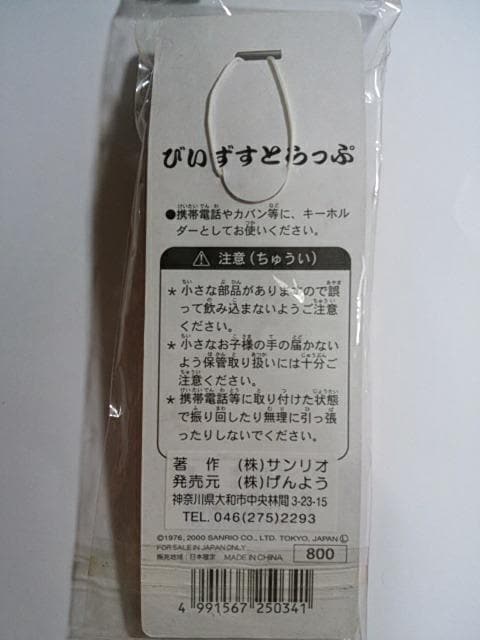 びいずすとらっぷ
●携帯電話やカバン等に、キーホル
ダーとしてお使いください。
⚠ 注意(ちゅうい)
* 小さな部品がありますので誤
って飲み込まないようご注意
ください。
* 小さなお子様の手の届かない
よう保管取り扱いには十分ご
注意ください。
* 携帯電話等に取り付けた状態
で振り回したり無理に引っ張
ったりしないでください。
著 作 (株)サンリオ
発売元 (株)げんよう
神奈川県大和市中央林間3-23-15
TEL. 046(275)2293
©1976, 2000 SANRIO CO., LTD. TOKYO, JAPAN Ⓛ
FOR SALE IN JAPAN ONLY
販売地域:日本限定 MADE IN CHINA 800
4 991567 250341